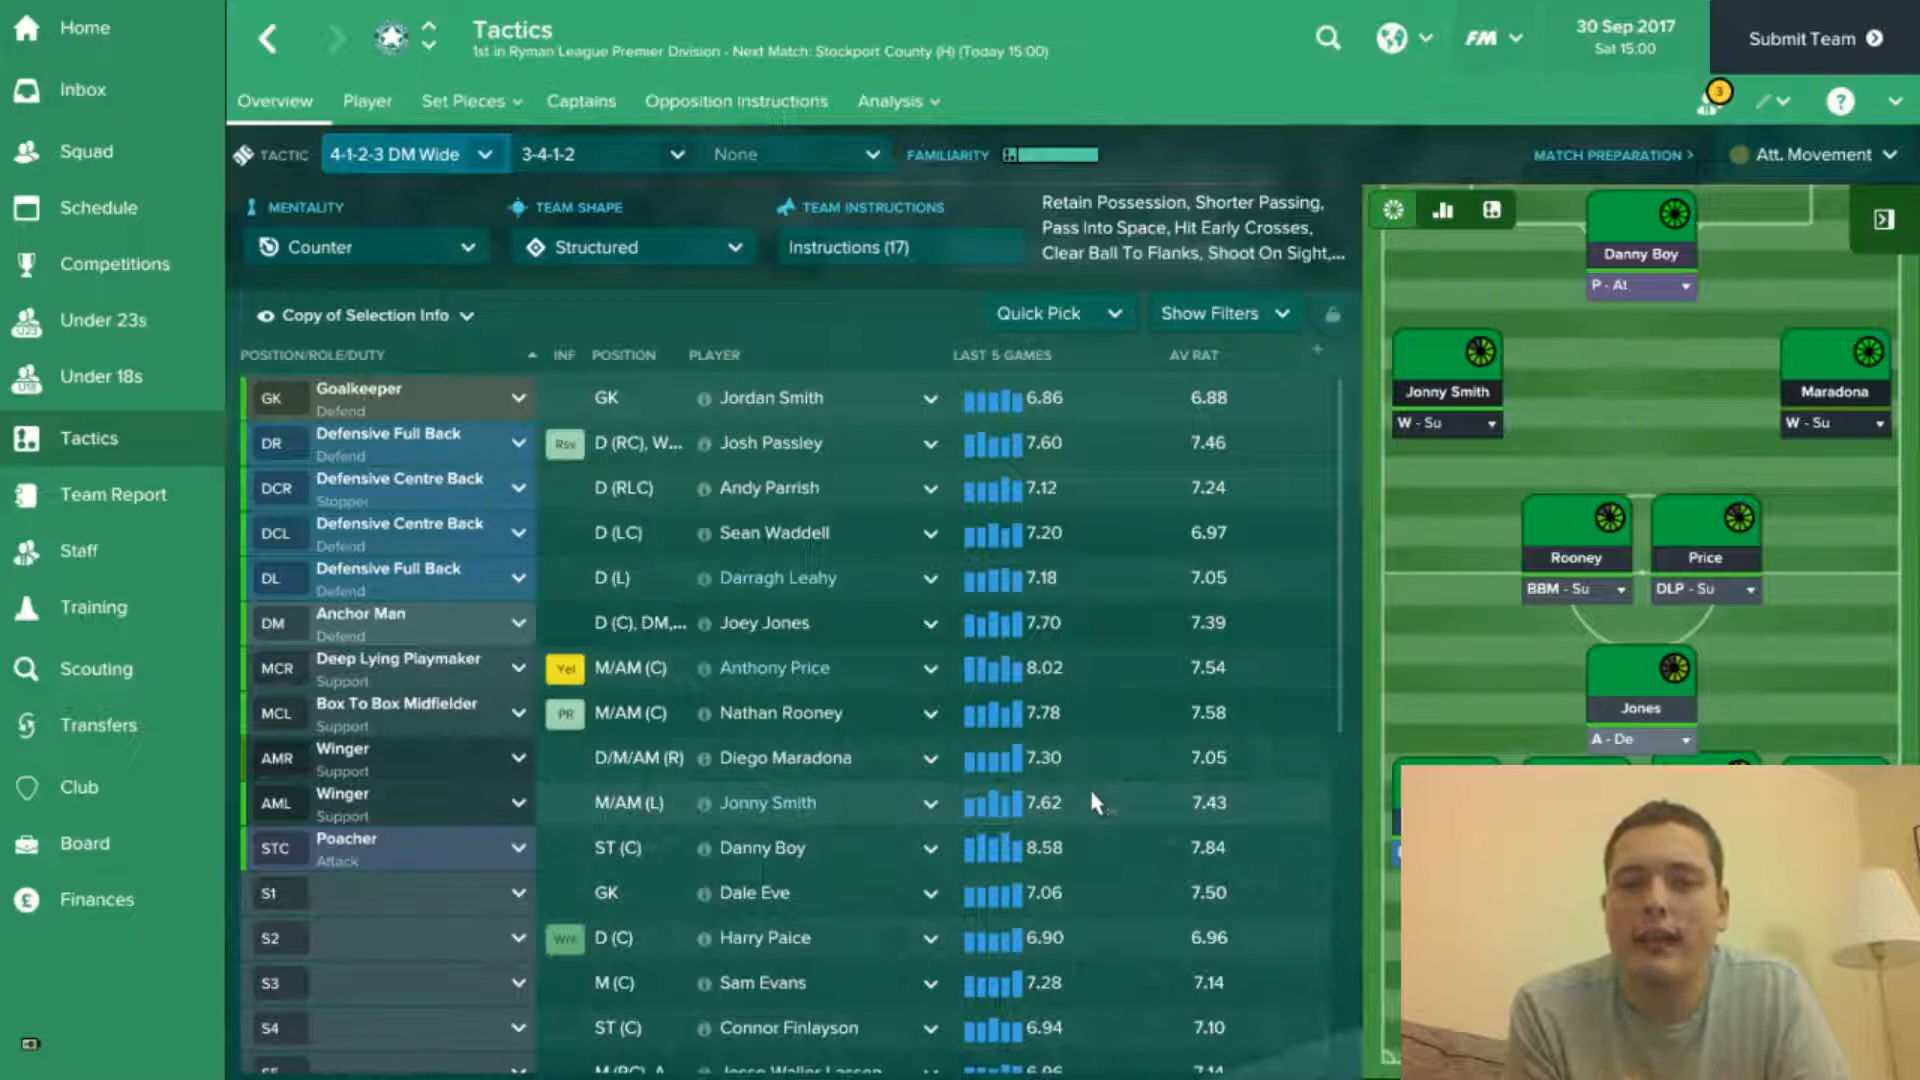 Home
Inbox
Squad
Schedule
Competitions
Under 23s
Under 18s
Tactics
Team Report
Staff
Training
Scouting
Transfers
Club
Board
Finances
Tactics
1st in Ryman League Premier Division - Next Match: Stockport County (H) (Today 15:00)
FM
30 Sep 2017
Sat 15:00
Submit Team
3
Overview Player Set Pieces Captains Opposition Instructions Analysis
?
TACTIC 4-1-2-3 DM Wide 3-4-1-2 None FAMILIARITY MATCH PREPARATION > Att. Movement
MENTALITY TEAM SHAPE TEAM INSTRUCTIONS
Counter Structured Instructions (17)
Retain Possession, Shorter Passing,
Pass Into Space, Hit Early Crosses,
Clear Ball To Flanks, Shoot On Sight,...
Copy of Selection Info Quick Pick Show Filters
POSITION/ROLE/DUTY INF POSITION PLAYER LAST 5 GAMES AV RAT
GK Goalkeeper Defend GK Jordan Smith 6.86 6.88
DR Defensive Full Back Defend Rsv D (RC), W... Josh Passley 7.60 7.46
DCR Defensive Centre Back Stopper D (RLC) Andy Parrish 7.12 7.24
DCL Defensive Centre Back Defend D (LC) Sean Waddell 7.20 6.97
DL Defensive Full Back Defend D (L) Darragh Leahy 7.18 7.05
DM Anchor Man Defend D (C), DM,... Joey Jones 7.70 7.39
MCR Deep Lying Playmaker Support Yel M/AM (C) Anthony Price 8.02 7.54
MCL Box To Box Midfielder Support PR M/AM (C) Nathan Rooney 7.78 7.58
AMR Winger Support D/M/AM (R) Diego Maradona 7.30 7.05
AML Winger Support M/AM (L) Jonny Smith 7.62 7.43
STC Poacher Attack ST (C) Danny Boy 8.58 7.84
S1 GK Dale Eve 7.06 7.50
S2 Wnt D (C) Harry Paice 6.90 6.96
S3 M (C) Sam Evans 7.28 7.14
S4 ST (C) Connor Finlayson 6.94 7.10
Danny Boy
P - At
Jonny Smith
W - Su
Maradona
W - Su
Rooney
BBM - Su
Price
DLP - Su
Jones
A - De